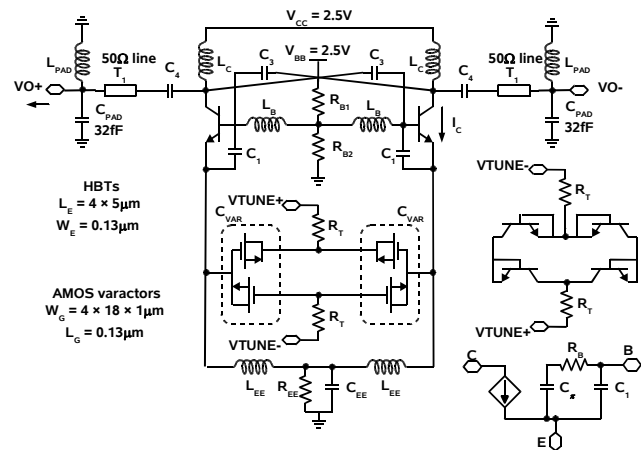 V_CC = 2.5V
L_PAD
50Ω line
T_1
C_4
L_C
C_3
V_BB = 2.5V
C_3
L_C
C_4
50Ω line
T_1
L_PAD
VO+
VO-
C_PAD
32fF
L_B
R_B1
L_B
I_C
C_PAD
32fF
C_1
R_B2
C_1
HBTs
L_E = 4 × 5μm
W_E = 0.13μm
VTUNE+
C_VAR
R_T
C_VAR
VTUNE-
R_T
AMOS varactors
W_G = 4 × 18 × 1μm
L_G = 0.13μm
R_T
VTUNE-
R_T
VTUNE+
L_EE
R_EE
C_EE
L_EE
C
R_B
B
C_π
C_1
E